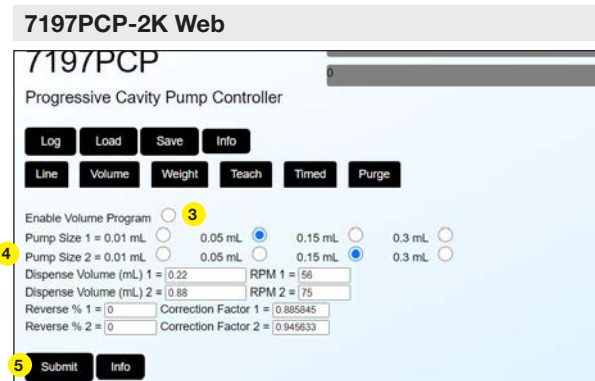 7197PCP-2K Web
7197PCP
0
Progressive Cavity Pump Controller
Log Load Save Info
Line Volume Weight Teach Timed Purge
Enable Volume Program 3
Pump Size 1 = 0.01 mL 0.05 mL 0.15 mL 0.3 mL
4 Pump Size 2 = 0.01 mL 0.05 mL 0.15 mL 0.3 mL
Dispense Volume (mL) 1 = 0.22 RPM 1 = 56
Dispense Volume (mL) 2 = 0.88 RPM 2 = 75
Reverse % 1 = 0 Correction Factor 1 = 0.885845
Reverse % 2 = 0 Correction Factor 2 = 0.945633
5 Submit Info